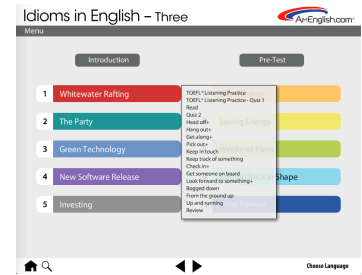 Idioms in English – Three
AmEnglish.com
Menu
Introduction
Pre-Test
1 Whitewater Rafting
2 The Party
Saving Energy
3 Green Technology
4 New Software Release
Shape
5 Investing
TOEFL® Listening Practice
TOEFL® Listening Practice - Quiz 1
Read
Quiz 2
Head off+
Hang out+
Get along+
Pick out+
Keep in touch
Keep track of something
Check in+
Get someone on board
Look forward to something+
Bogged down
From the ground up
Up and running
Review
Choose Language